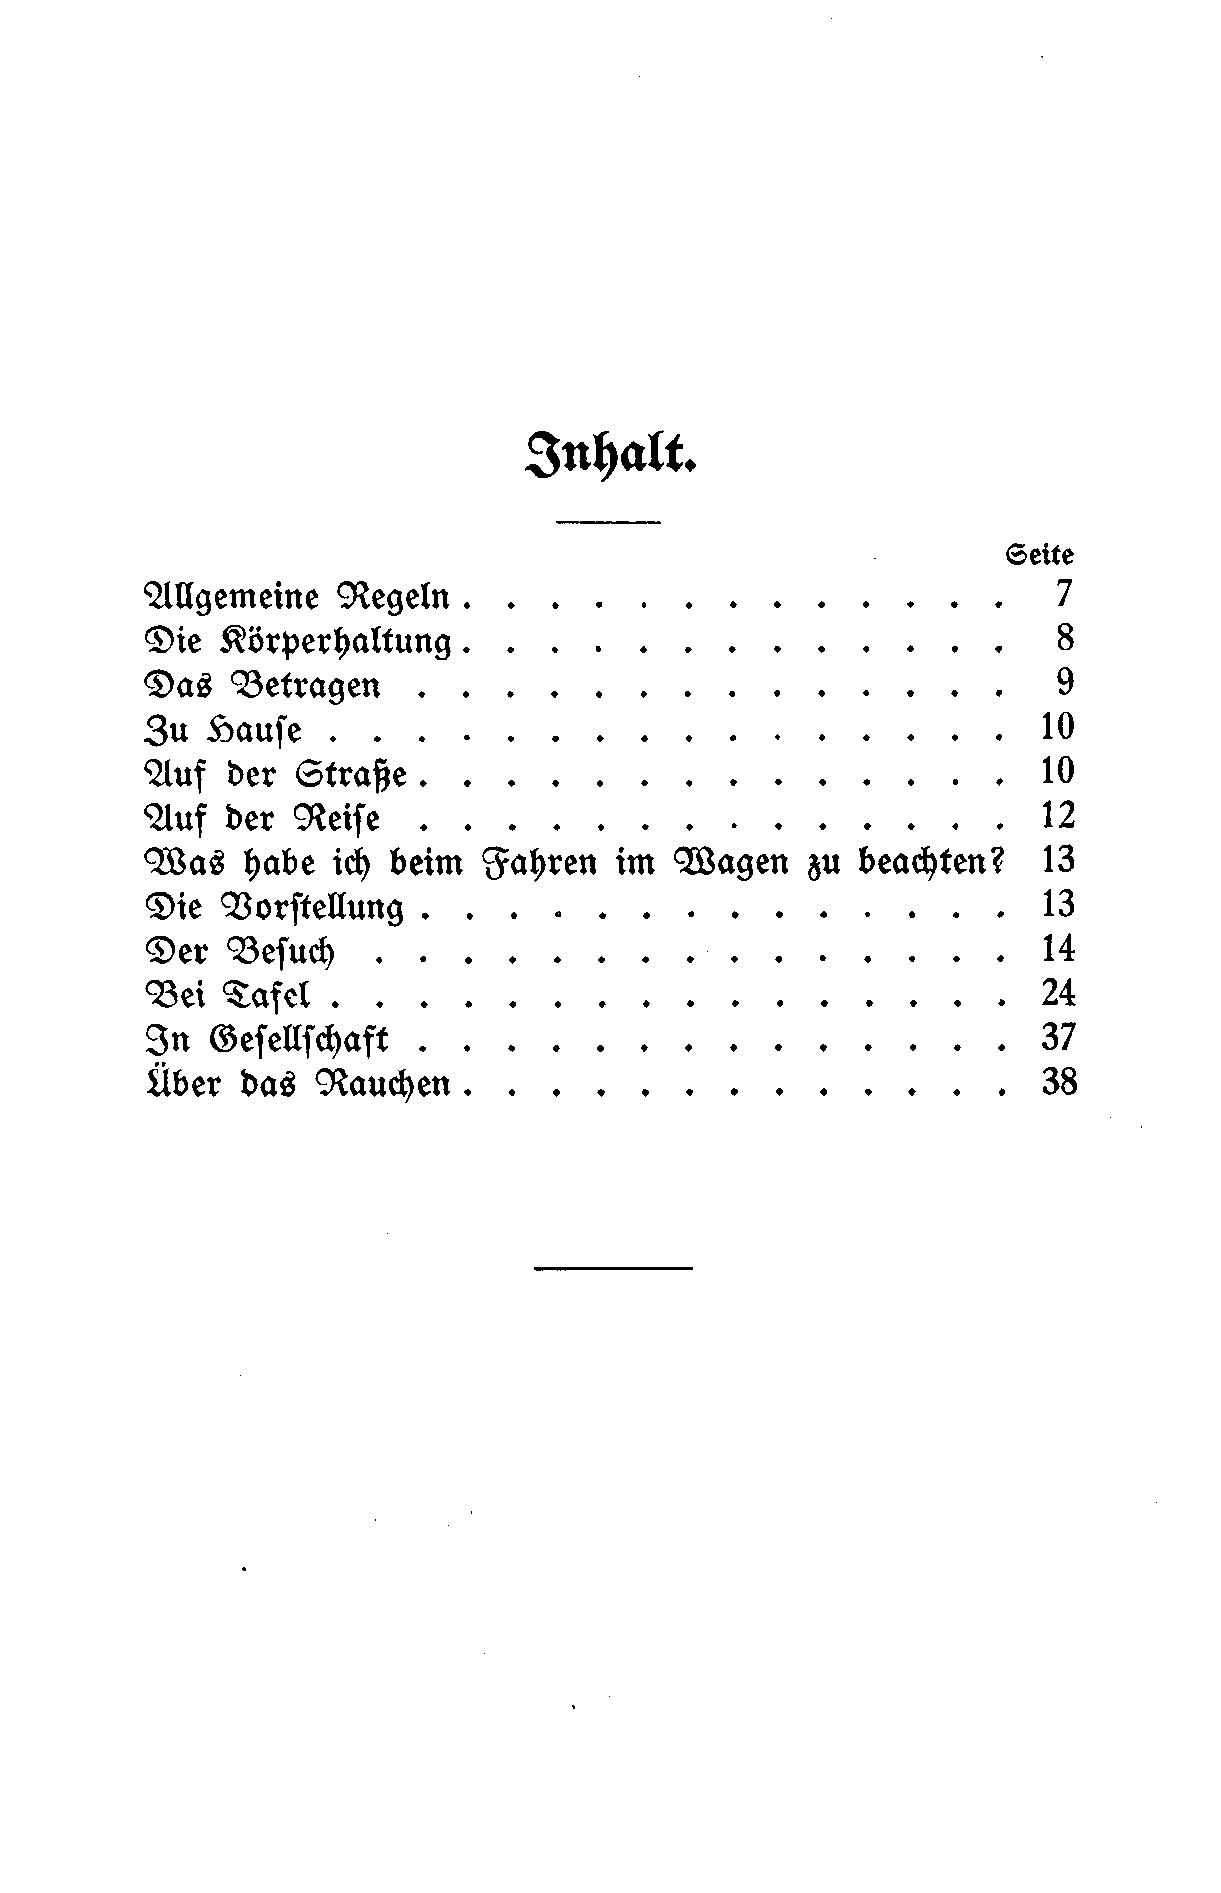 Inhalt.
Seite
Allgemeine Regeln . . . . . . . . . . . . . 7
Die Körperhaltung . . . . . . . . . . . . . 8
Das Betragen . . . . . . . . . . . . . . 9
Zu Hauſe . . . . . . . . . . . . . . . . 10
Auf der Straße . . . . . . . . . . . . . . 10
Auf der Reiſe . . . . . . . . . . . . . . 12
Was habe ich beim Fahren im Wagen zu beachten? 13
Die Vorſtellung . . . . . . . . . . . . . . 13
Der Beſuch . . . . . . . . . . . . . . . 14
Bei Tafel . . . . . . . . . . . . . . . . 24
In Geſellſchaft . . . . . . . . . . . . . . 37
Über das Rauchen . . . . . . . . . . . . . 38